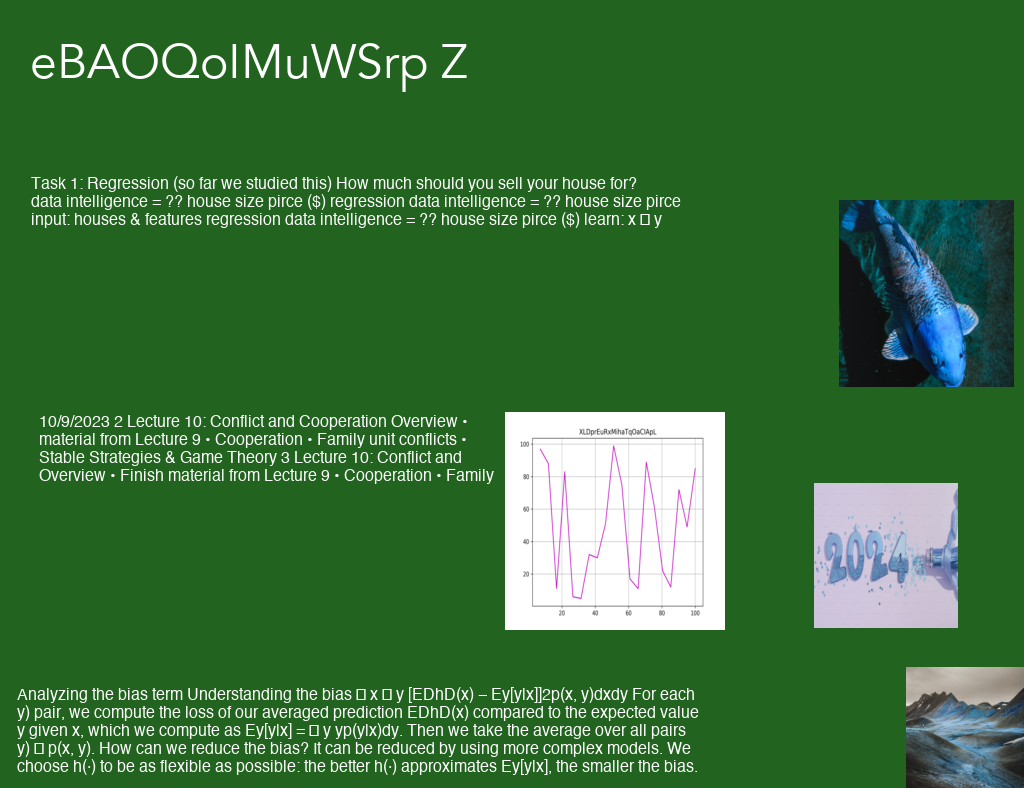 eBAOQoIMuWSrp Z
Task 1: Regression (so far we studied this) How much should you sell your house for?
data intelligence = ?? house size pirce ($) regression data intelligence = ?? house size pirce
input: houses & features regression data intelligence = ?? house size pirce ($) learn: x □ y
10/9/2023 2 Lecture 10: Conflict and Cooperation Overview •
material from Lecture 9 • Cooperation • Family unit conflicts •
Stable Strategies & Game Theory 3 Lecture 10: Conflict and
Overview • Finish material from Lecture 9 • Cooperation • Family
XLDprEuRxMihaTqOaClApL
100
80
60
40
20
20 40 60 80 100
2024
Analyzing the bias term Understanding the bias □ x □ y [EDhD(x) – Ey[y|x]]2p(x, y)dxdy For each
y) pair, we compute the loss of our averaged prediction EDhD(x) compared to the expected value
y given x, which we compute as Ey[y|x] = □ y yp(y|x)dy. Then we take the average over all pairs
y) □ p(x, y). How can we reduce the bias? It can be reduced by using more complex models. We
choose h(·) to be as flexible as possible: the better h(·) approximates Ey[y|x], the smaller the bias.